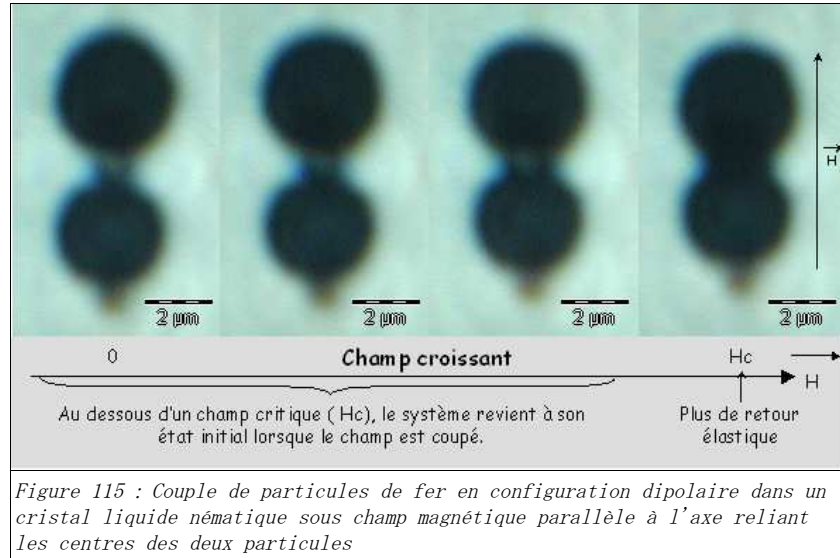 H
2 µm 2 µm 2 µm 2 µm
0 Champ croissant Hc
H
Au dessous d'un champ critique ( Hc), le système revient à son
état initial lorsque le champ est coupé.
Plus de retour
élastique
Figure 115 : Couple de particules de fer en configuration dipolaire dans un
cristal liquide nématique sous champ magnétique parallèle à l'axe reliant
les centres des deux particules